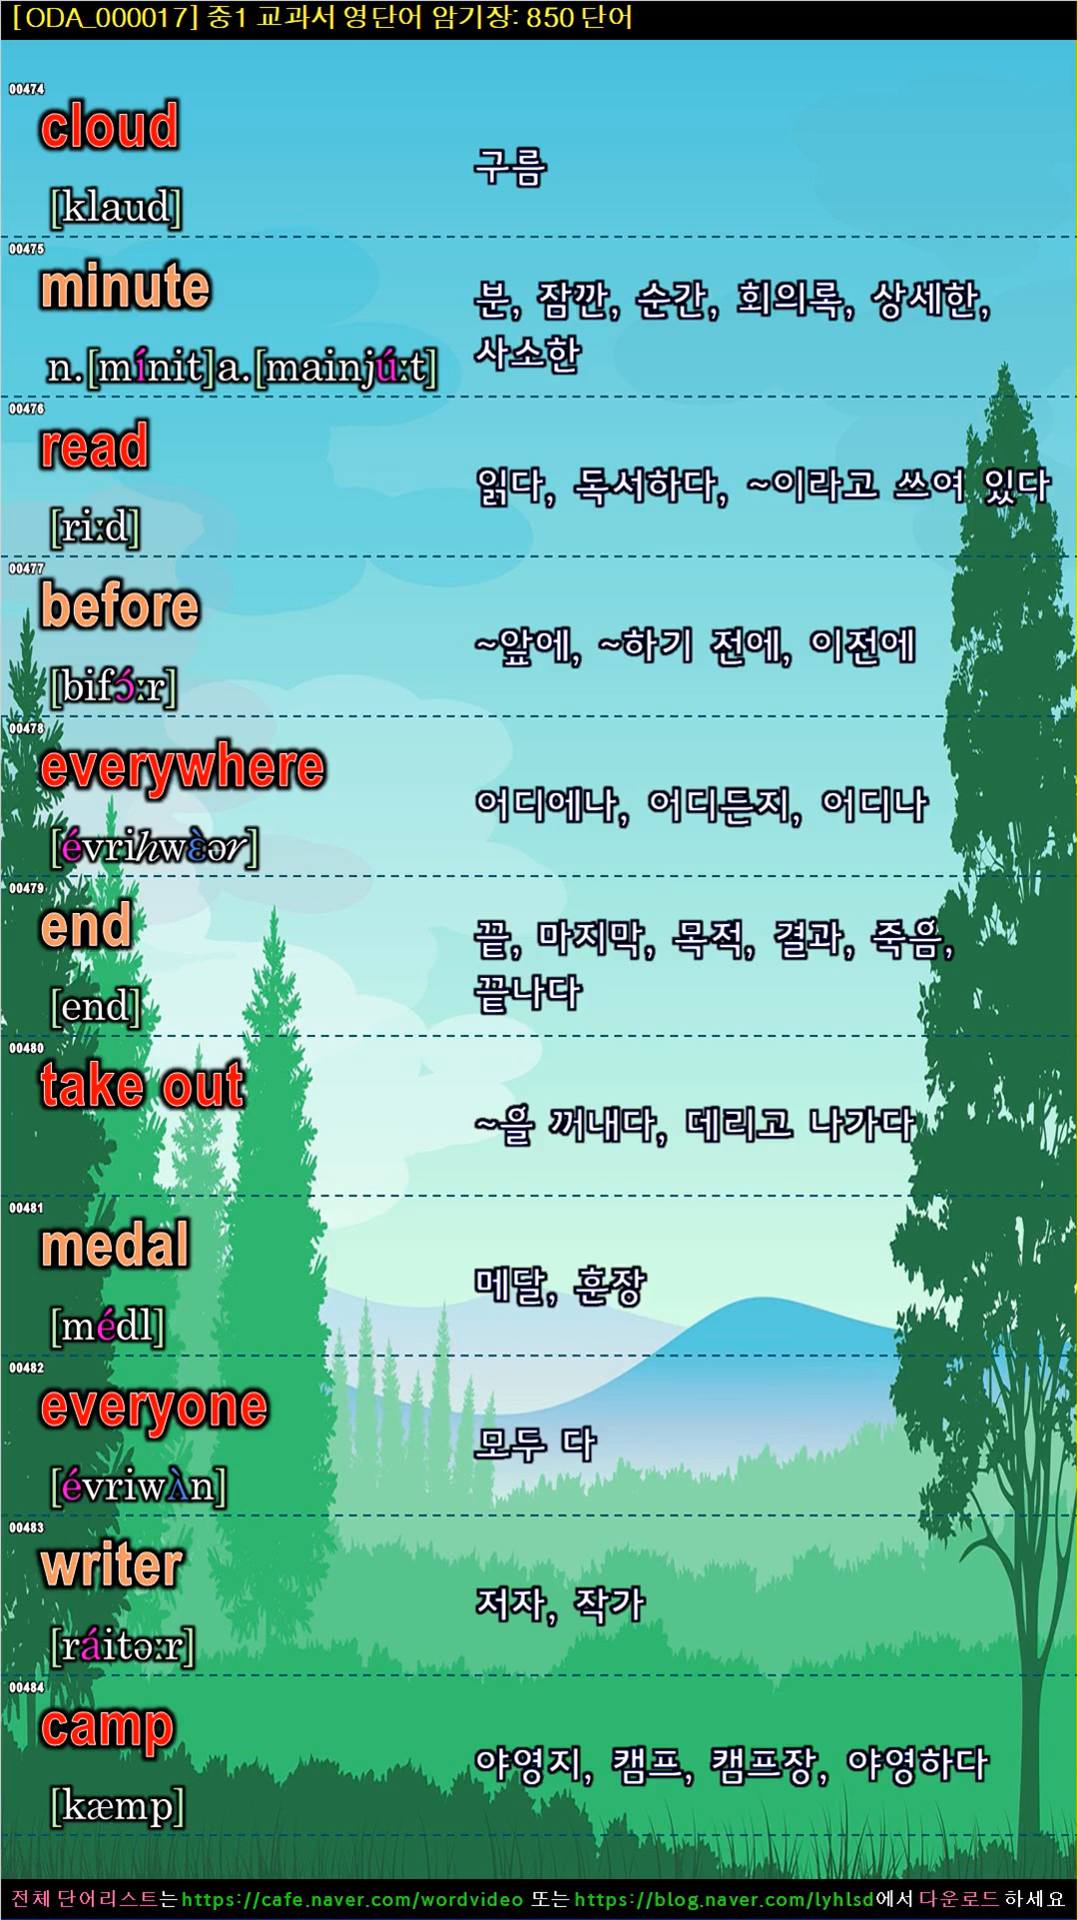 [ODA_000017] 중1 교과서 영단어 암기장: 850 단어
00474
cloud
구름
[klaud]
00475
minute
분, 잠깐, 순간, 회의록, 상세한,
사소한
n.[mínit]a.[mainjúːt]
00476
read
읽다, 독서하다, ~이라고 쓰여 있다
[riːd]
00477
before
~앞에, ~하기 전에, 이전에
[bifɔ́ːr]
00478
everywhere
어디에나, 어디든지, 어디나
[évrihwɛ̀ər]
00479
end
끝, 마지막, 목적, 결과, 죽음,
끝나다
[end]
00480
take out
~을 꺼내다, 데리고 나가다
00481
medal
메달, 훈장
[médl]
00482
everyone
모두 다
[évriwʌ̀n]
00483
writer
저자, 작가
[ráitəːr]
00484
camp
야영지, 캠프, 캠프장, 야영하다
[kæmp]
전체 단어리스트는 https://cafe.naver.com/wordvideo 또는 https://blog.naver.com/lyhlsd에서 다운로드 하세요